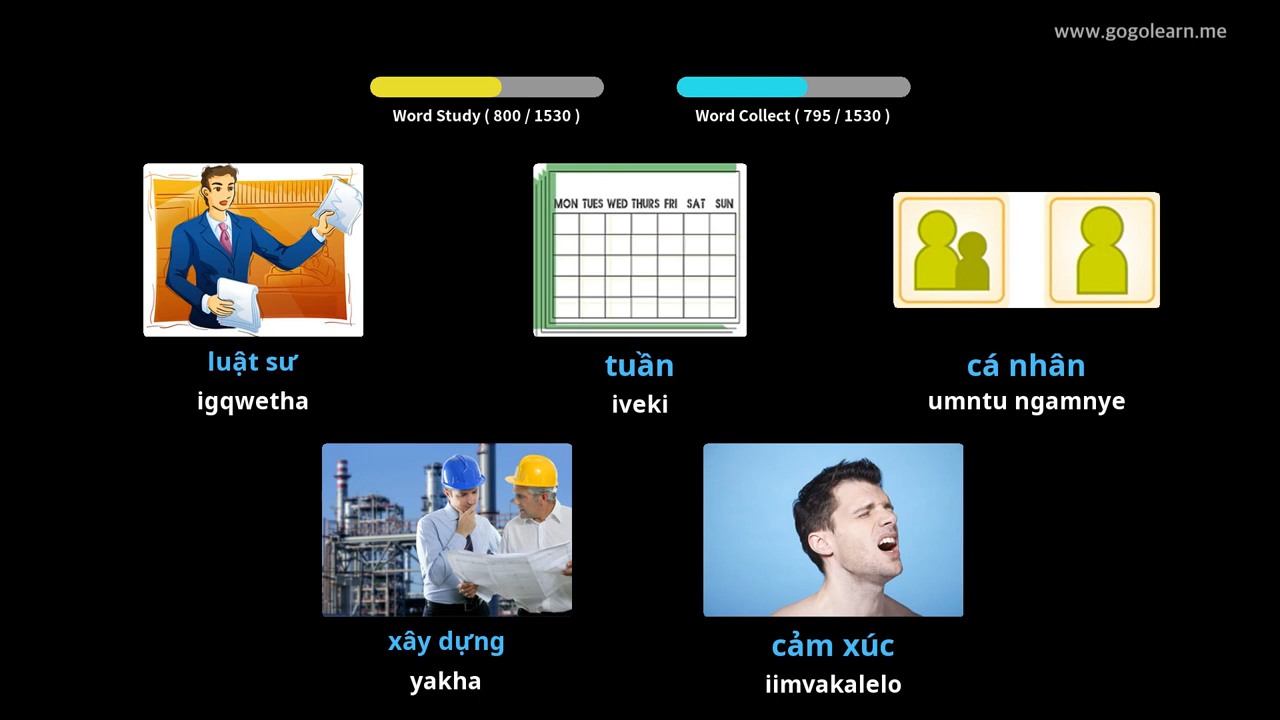 www.gogolearn.me
Word Study ( 800 / 1530 )
Word Collect ( 795 / 1530 )
MON TUES WED THURS FRI SAT SUN
luật sư
igqwetha
tuần
iveki
cá nhân
umntu ngamnye
xây dựng
yakha
cảm xúc
iimvakalelo